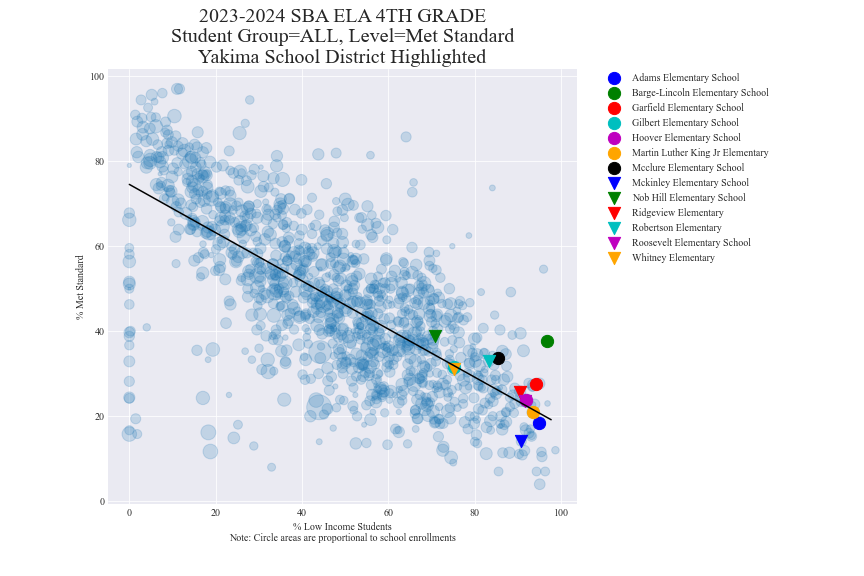 2023-2024 SBA ELA 4TH GRADE
Student Group=ALL, Level=Met Standard
Yakima School District Highlighted
100
80
60
40
20
0
% Met Standard
0 20 40 60 80 100
% Low Income Students
Note: Circle areas are proportional to school enrollments
Adams Elementary School
Barge-Lincoln Elementary School
Garfield Elementary School
Gilbert Elementary School
Hoover Elementary School
Martin Luther King Jr Elementary
Mcclure Elementary School
Mckinley Elementary School
Nob Hill Elementary School
Ridgeview Elementary
Robertson Elementary
Roosevelt Elementary School
Whitney Elementary